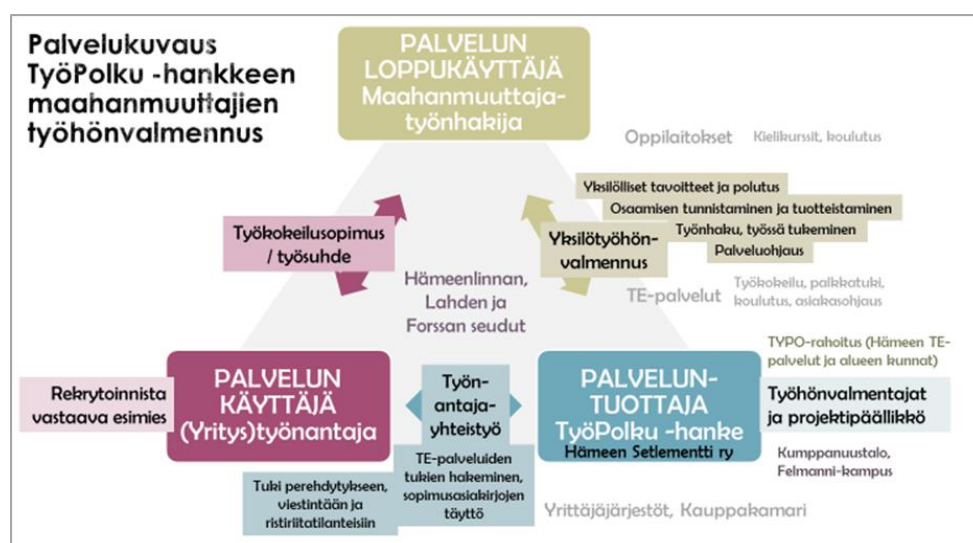 Palvelukuvaus
TyöPolku -hankkeen
maahanmuuttajien
työhönvalmennus
PALVELUN
LOPPUKÄYTTÄJÄ
Maahanmuuttaja-
työnhakija
Oppilaitokset
Kielikurssit, koulutus
Yksilölliset tavoitteet ja polutus
Osaamisen tunnistaminen ja tuotteistaminen
Työnhaku, työssä tukeminen
Palveluohjaus
Yksilötyöhön-
valmennus
Työkokeilusopimus
/ työsuhde
Hämeenlinnan,
Lahden ja
Forssan seudut
TE-palvelut
Työkokeilu, palkkatuki,
koulutus, asiakasohjaus
TYPO-rahoitus (Hämeen TE-
palvelut ja alueen kunnat)
Rekrytoinnista
vastaava esimies
PALVELUN
KÄYTTÄJÄ
(Yritys)työnantaja
Työn-
antaja-
yhteistyö
PALVELUN-
TUOTTAJA
TyöPolku -hanke
Hämeen Setlementti ry
Työhönvalmentajat
ja projektipäällikkö
Kumppanuustalo,
Felmanni-kampus
Tuki perehdytykseen,
viestintään ja
ristiriitatilanteisiin
TE-palveluiden
tukien hakeminen,
sopimusasiakirjojen
täyttö
Yrittäjäjärjestöt, Kauppakamari